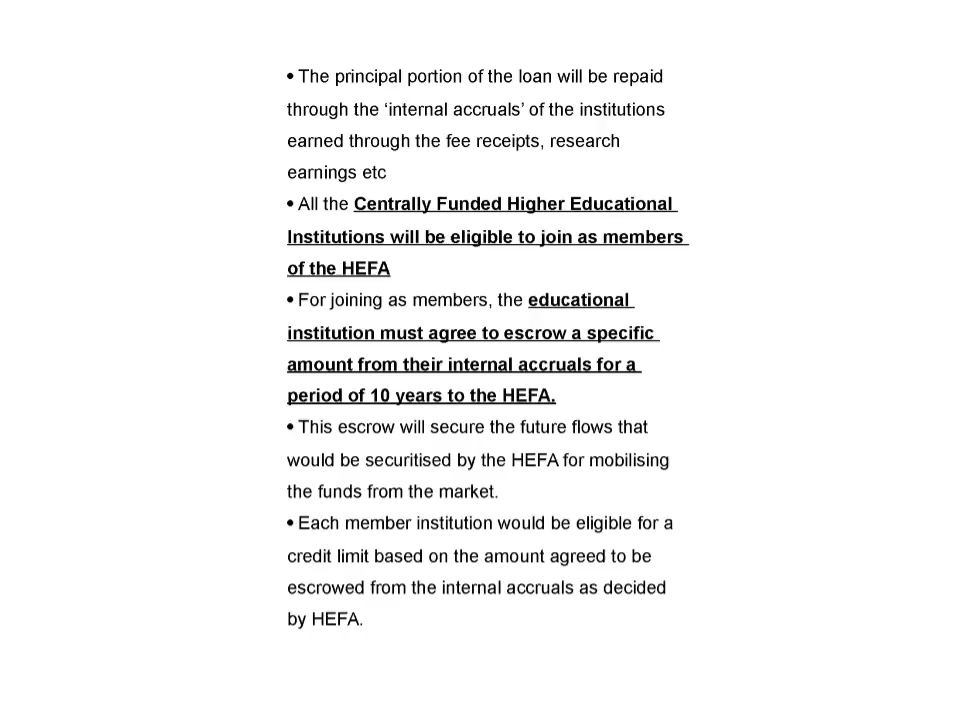 • The principal portion of the loan will be repaid
through the ‘internal accruals’ of the institutions
earned through the fee receipts, research
earnings etc
• All the Centrally Funded Higher Educational
Institutions will be eligible to join as members
of the HEFA
• For joining as members, the educational
institution must agree to escrow a specific
amount from their internal accruals for a
period of 10 years to the HEFA.
• This escrow will secure the future flows that
would be securitised by the HEFA for mobilising
the funds from the market.
• Each member institution would be eligible for a
credit limit based on the amount agreed to be
escrowed from the internal accruals as decided
by HEFA.